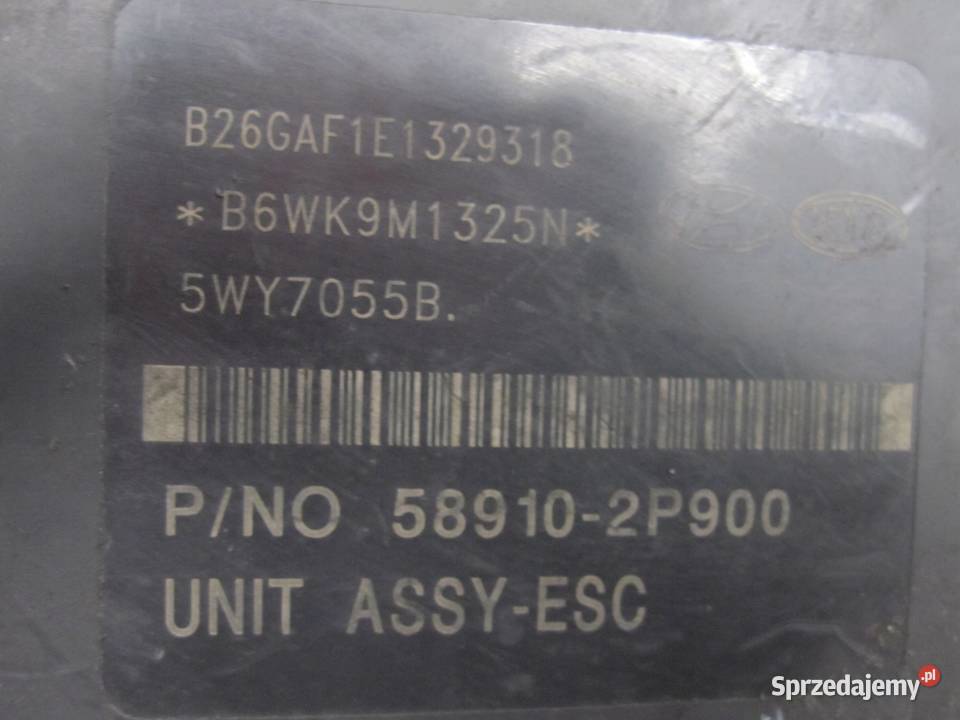 B26GAF1E1329318
*B6WK9M1325N*
5WY7055B.
P/NO 58910-2P900
UNIT ASSY-ESC
Sprzedajemy.pl